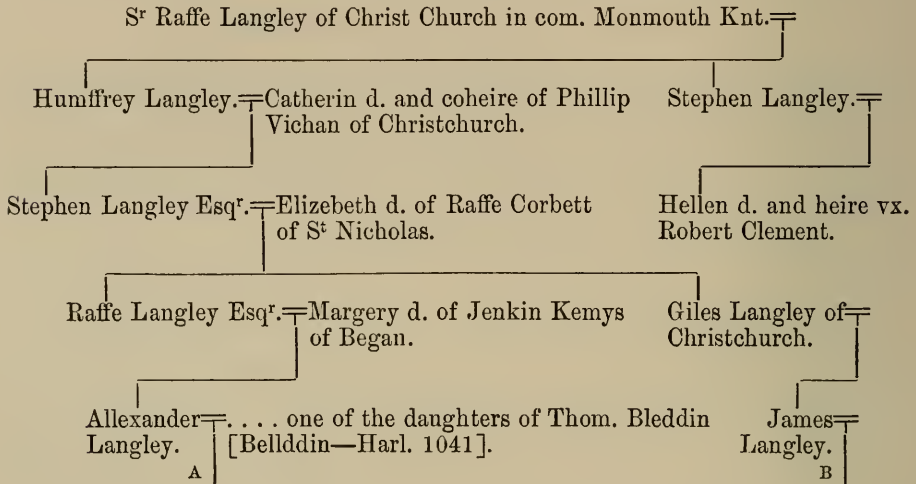 Sʳ Raffe Langley of Christ Church in com. Monmouth Knt.
Humffrey Langley. Catherin d. and coheire of Phillip Stephen Langley.
Vichan of Christchurch.
Stephen Langley Esqʳ. Elizebeth d. of Raffe Corbett Hellen d. and heire vx.
of Sᵗ Nicholas. Robert Clement.
Raffe Langley Esqʳ. Margery d. of Jenkin Kemys Giles Langley of
of Began. Christchurch.
Allexander . . . . one of the daughters of Thom. Bleddin James
Langley. [Bellddin—Harl. 1041]. Langley.
A B